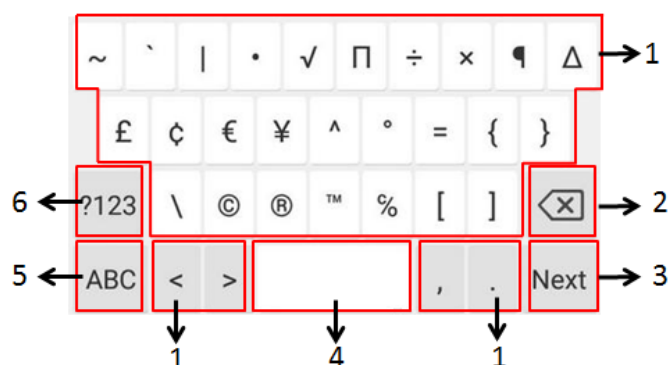 ~ ` | • √ Π ÷ × ¶ Δ 1
£ ¢ € ¥ ^ ° = { }
6 ?123 \ © ® ™ ℅ [ ] 2
5 ABC < > , . Next 3
1 4 1